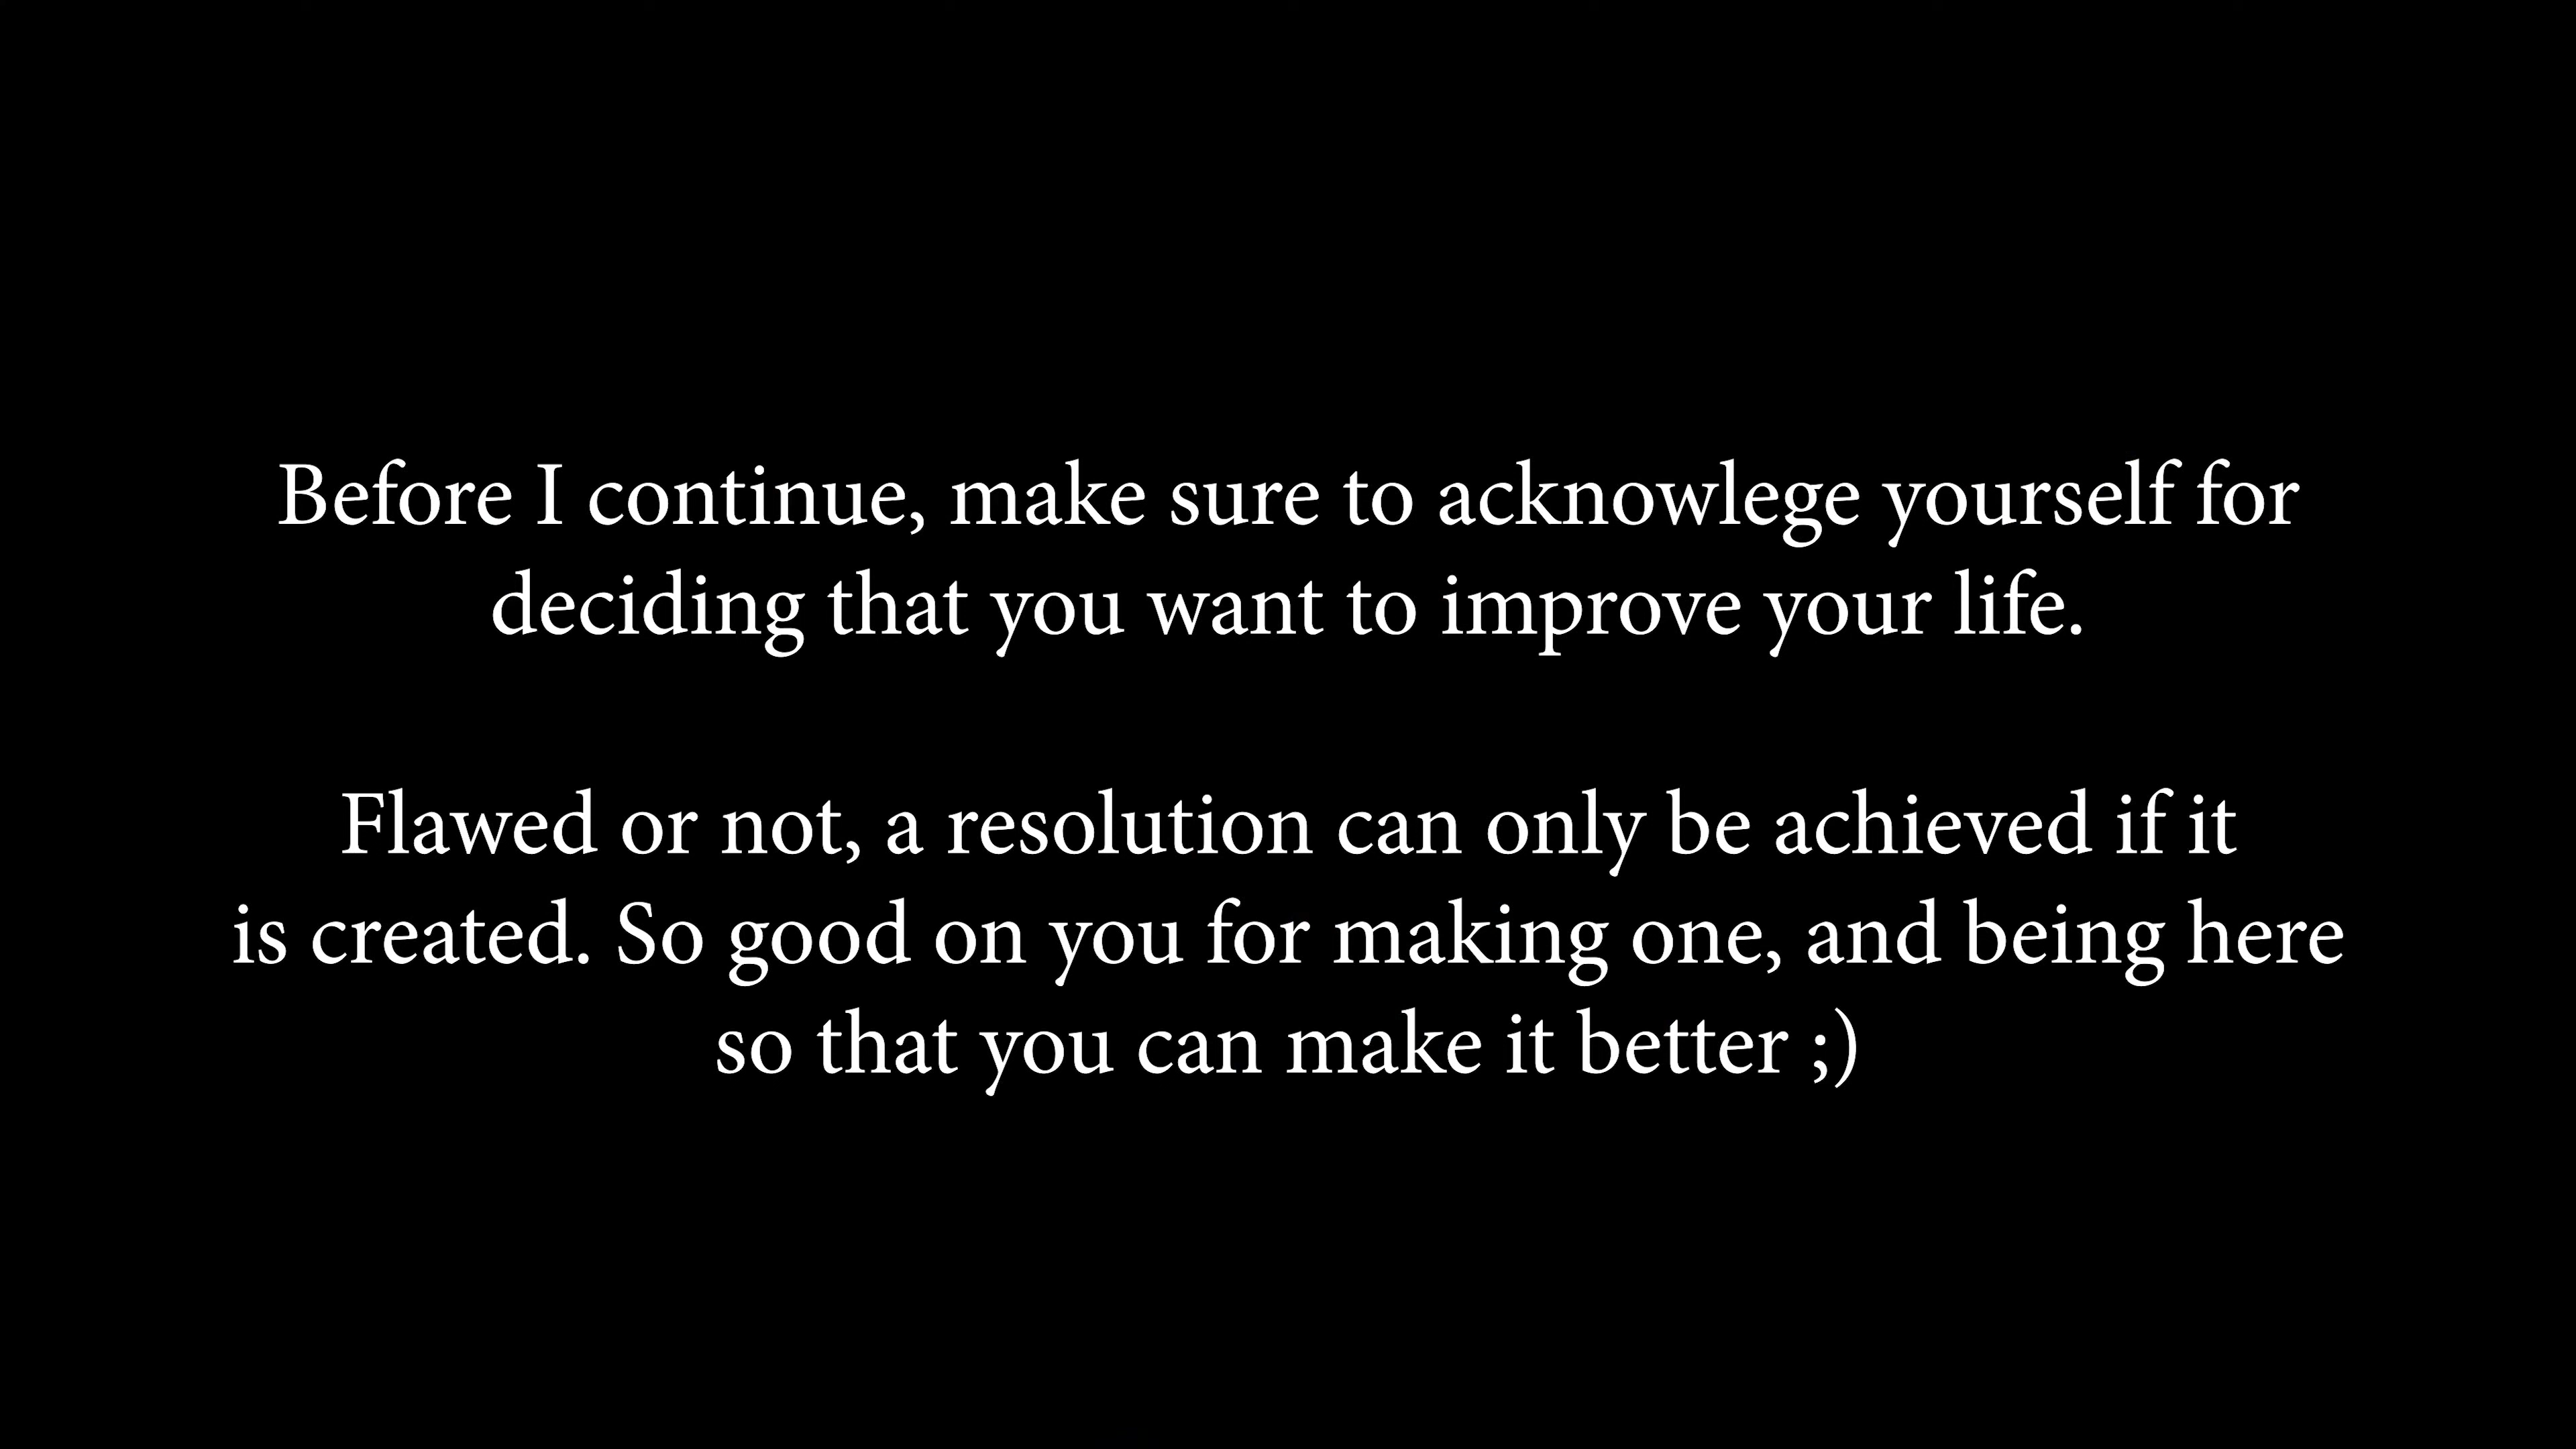 Before I continue, make sure to acknowlege yourself for
deciding that you want to improve your life.
Flawed or not, a resolution can only be achieved if it
is created. So good on you for making one, and being here
so that you can make it better ;)